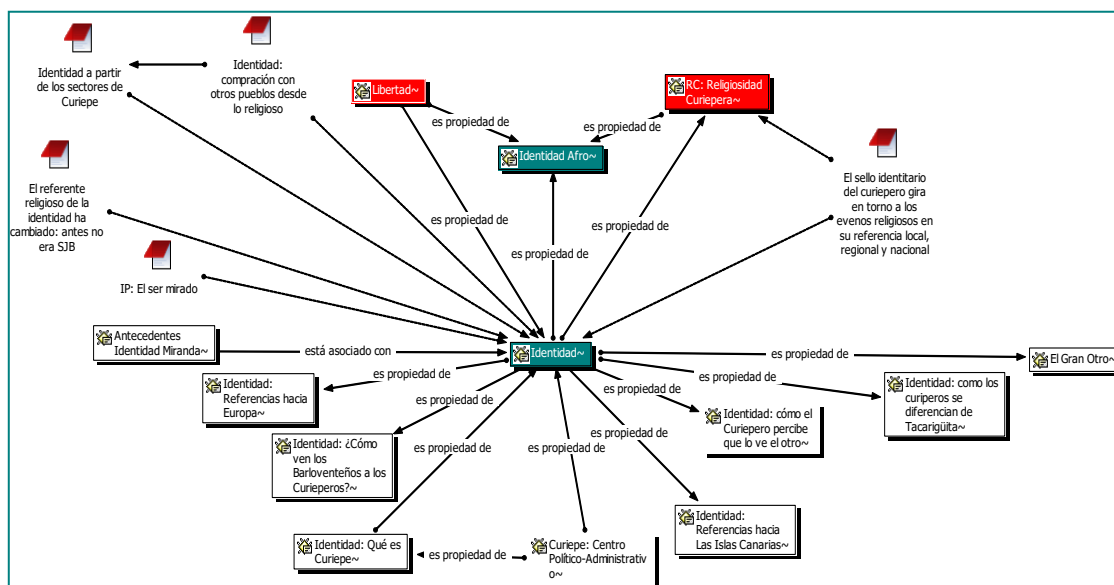 Identidad a partir
de los sectores de
Curiepe
Identidad:
compración con
otros pueblos desde
lo religioso
Libertad~
RC: Religiosidad
Curiepera~
es propiedad de
es propiedad de
Identidad Afro~
El referente
religioso de la
identidad ha
cambiado: antes no
era SJB
El sello identitario
del curiepero gira
en torno a los
evenos religiosos en
su referencia local,
regional y nacional
es propiedad de
es propiedad de
es propiedad de
IP: El ser mirado
Antecedentes
Identidad Miranda~
está asociado con
Identidad~
es propiedad de
El Gran Otro~
Identidad:
Referencias hacia
Europa~
es propiedad de
es propiedad de
Identidad: como los
curiperos se
diferencian de
Tacarigüita~
es propiedad de
es propiedad de
Identidad: cómo el
Curiepero percibe
que lo ve el otro~
Identidad: ¿Cómo
ven los
Barloventeños a los
Curieperos?~
es propiedad de
es propiedad de
es propiedad de
Identidad:
Referencias hacia
Las Islas Canarias~
Identidad: Qué es
Curiepe~
es propiedad de
Curiepe: Centro
Político-Administrativ
o~